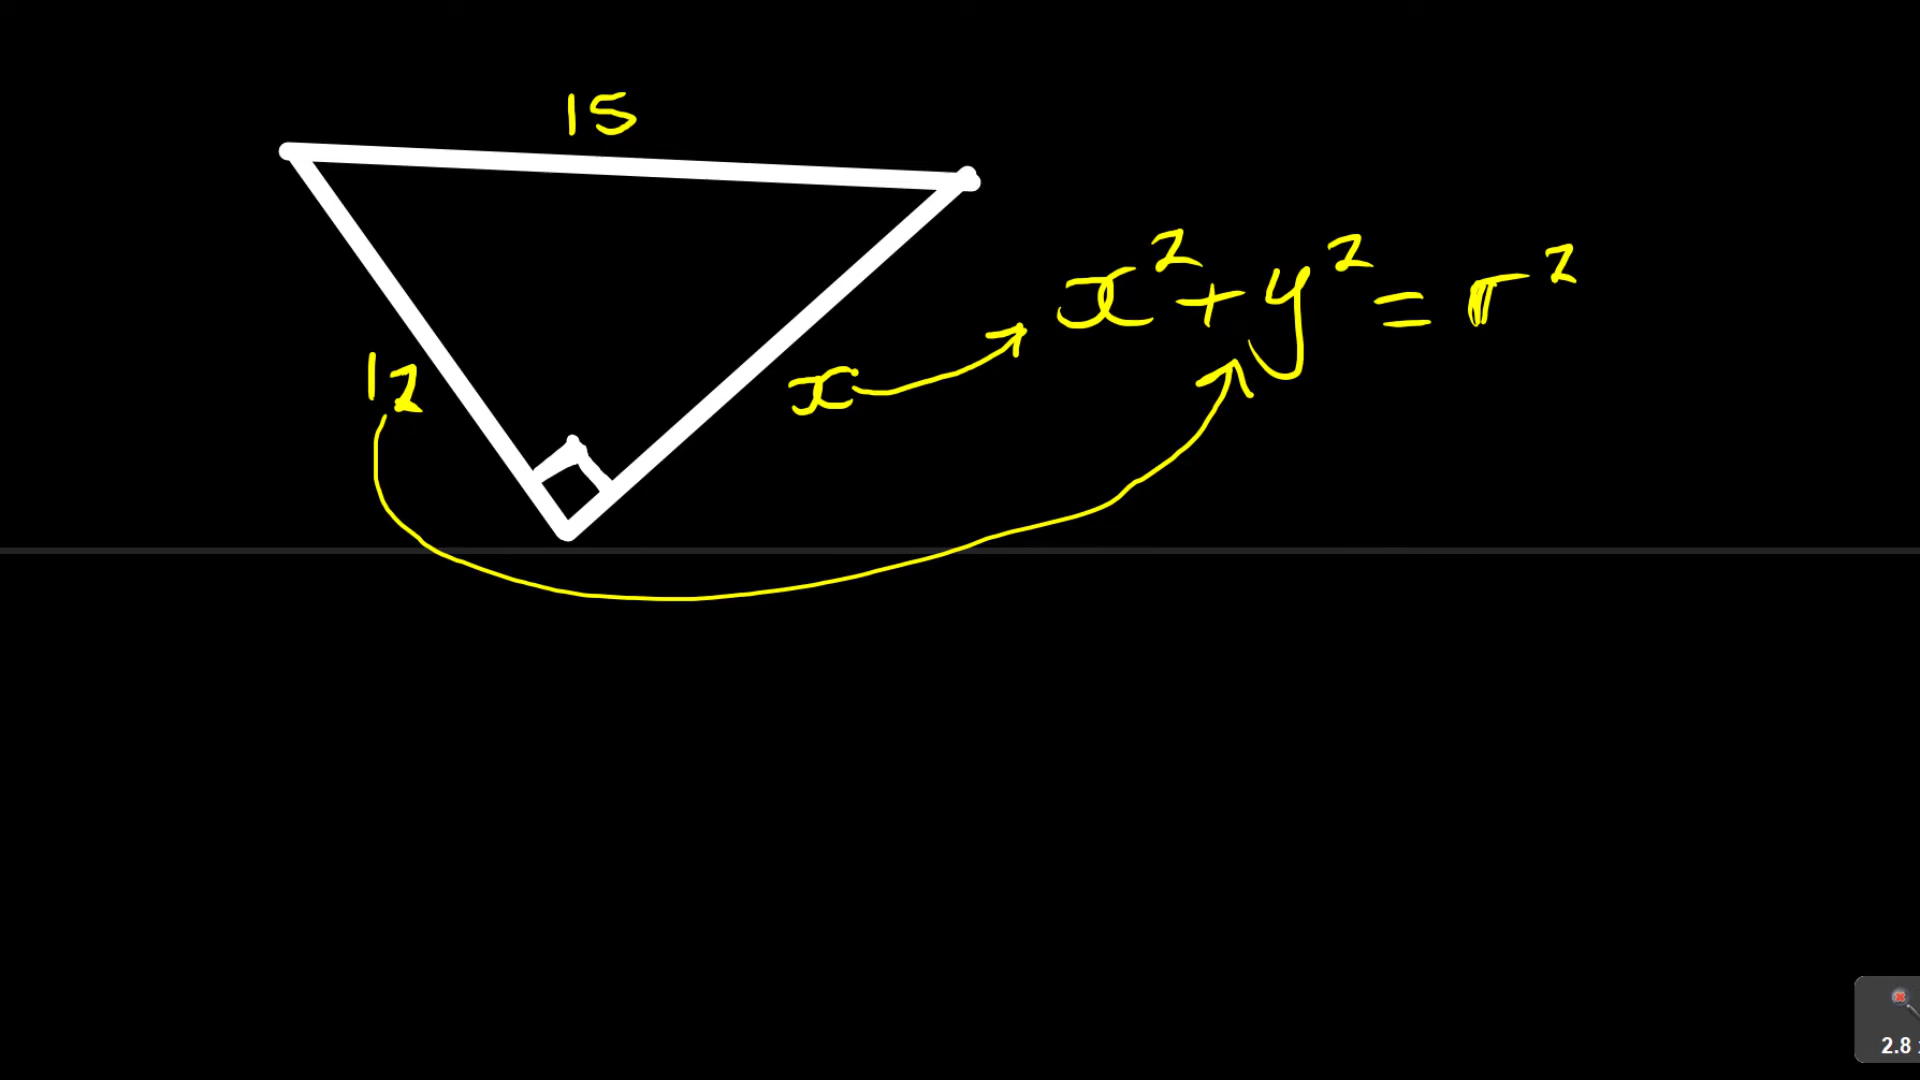 15
x² + y² = r²
12
x
2.8